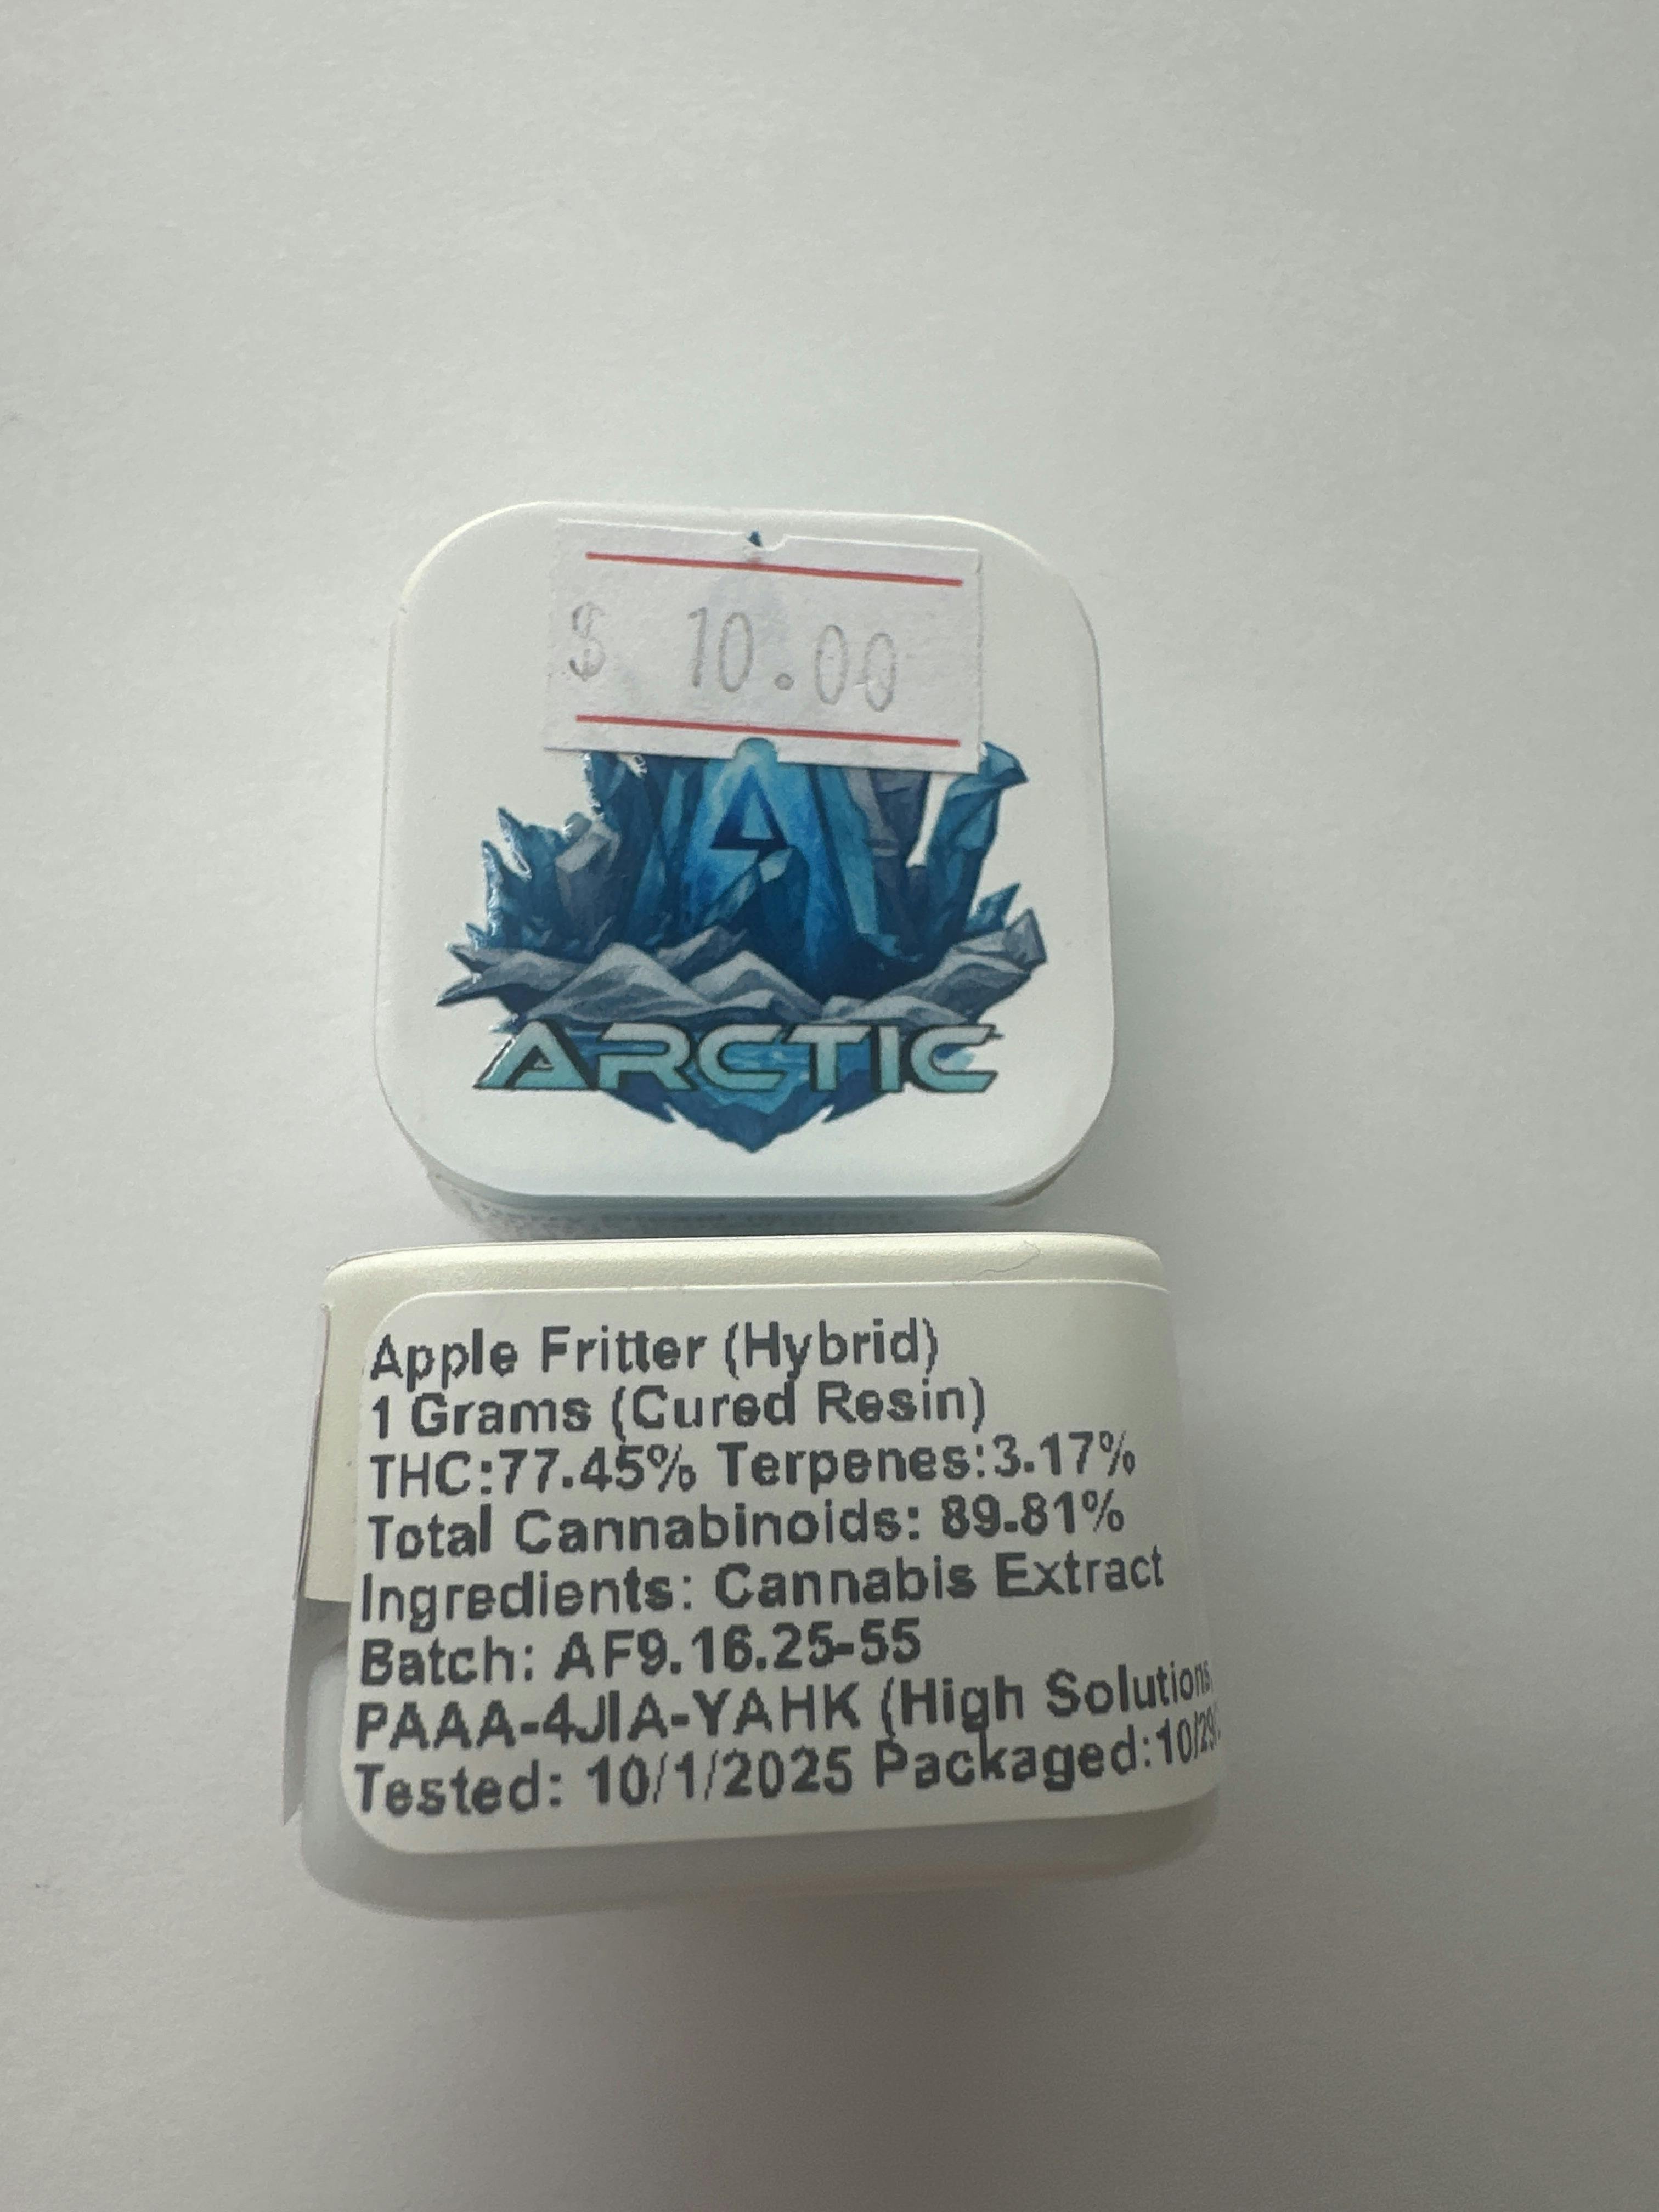 $ 10.00
ARCTIC
Apple Fritter (Hybrid)
1 Grams (Cured Resin)
THC:77.45% Terpenes:3.17%
Total Cannabinoids: 89.81%
Ingredients: Cannabis Extract
Batch: AF9.16.25-55
PAAA-4JIA-YAHK (High Solutions
Tested: 10/1/2025 Packaged:10/29/